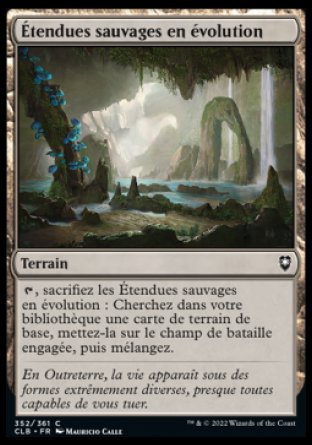 Étendues sauvages en évolution
Terrain
, sacrifiez les Étendues sauvages
en évolution : Cherchez dans votre
bibliothèque une carte de terrain de
base, mettez-la sur le champ de bataille
engagée, puis mélangez.
En Outreterre, la vie apparaît sous des
formes extrêmement diverses, presque toutes
capables de vous tuer.
352/361 C
CLB • FR Maurizio Calle
™ & © 2022 Wizards of the Coast